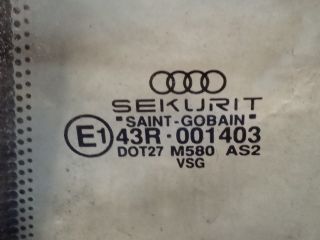 SEKURIT
"SAINT-GOBAIN"
E1 43R-001403
DOT27 M580 AS2
VSG